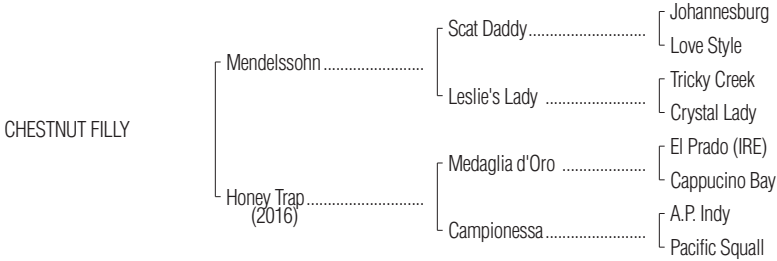 Johannesburg
Scat Daddy
Love Style
Mendelssohn
Tricky Creek
Leslie's Lady
Crystal Lady
CHESTNUT FILLY
El Prado (IRE)
Medaglia d'Oro
Cappucino Bay
Honey Trap
(2016)
A.P. Indy
Campionessa
Pacific Squall